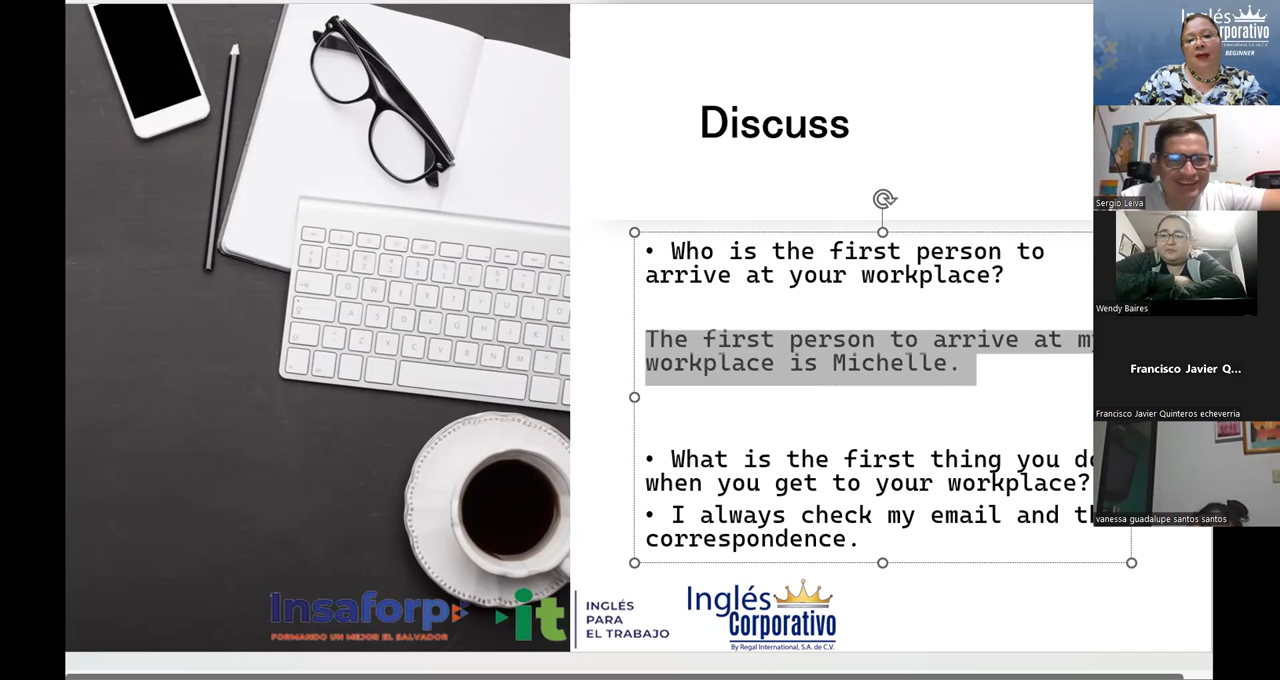 Discuss
• Who is the first person to
arrive at your workplace?
The first person to arrive at my
workplace is Michelle.
• What is the first thing you do
when you get to your workplace?
• I always check my email and
correspondence.
Insaforp
FORMANDO UN MEJOR EL SALVADOR
it
INGLÉS
PARA
EL TRABAJO
Inglés
Corporativo
By Regal International, S.A. de C.V.
Inglés
rporativo
BEGINNER
Sergio Leiva
Wendy Baires
Francisco Javier Q...
Francisco Javier Quinteros echeverria
vanessa guadalupe santos santos